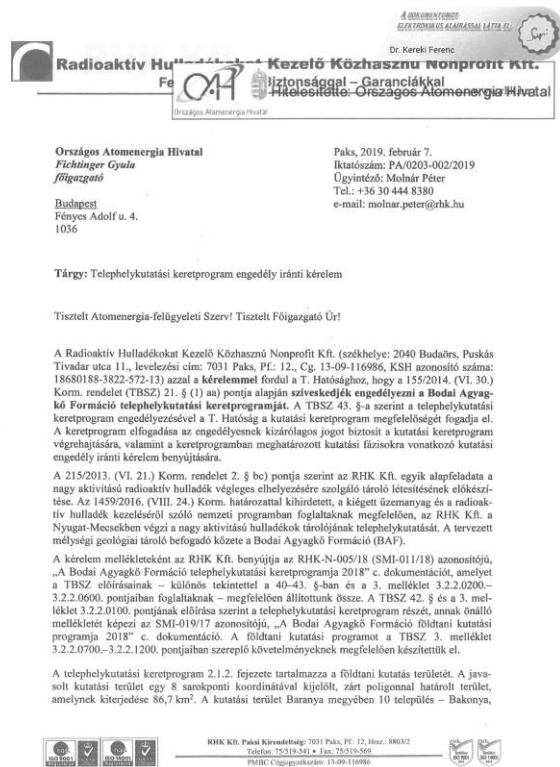 A DOKUMENTUMOT
ELEKTRONIKUS ALÁÍRÁSSAL LÁTTA EL:
Dr. Kereki Ferenc
Radioaktív Hulladékokat Kezelő Közhasznú Nonprofit Kft.
Fe biztonsággal – Garanciákkal
OAH
Hitelesítette: Országos Atomenergia Hivatal
Országos Atomenergia Hivatal
Országos Atomenergia Hivatal
Fichtinger Gyula
főigazgató
Budapest
Fényes Adolf u. 4.
1036
Paks, 2019. február 7.
Iktatószám: PA/0203-002/2019
Ügyintéző: Molnár Péter
Tel.: +36 30 444 8380
e-mail: molnar.peter@rhk.hu
Tárgy: Telephelykutatási keretprogram engedély iránti kérelem
Tisztelt Atomenergia-felügyeleti Szerv! Tisztelt Főigazgató Úr!
A Radioaktív Hulladékokat Kezelő Közhasznú Nonprofit Kft. (székhelye: 2040 Budaörs, Puskás
Tivadar utca 11., levelezési cím: 7031 Paks, Pf.: 12., Cg. 13-09-116986, KSH azonosító száma:
18680188-3822-572-13) azzal a kérelemmel fordul a T. Hatósághoz, hogy a 155/2014. (VI. 30.)
Korm. rendelet (TBSZ) 21. § (1) aa) pontja alapján szíveskedjék engedélyezni a Bodai Agyag-
kő Formáció telephelykutatási keretprogramját. A TBSZ 43. §-a szerint a telephelykutatási
keretprogram engedélyezésével a T. Hatóság a kutatási keretprogram megfelelőségét fogadja el.
A keretprogram elfogadása az engedélyesnek kizárólagos jogot biztosít a kutatási keretprogram
végrehajtására, valamint a keretprogramban meghatározott kutatási fázisokra vonatkozó kutatási
engedély iránti kérelem benyújtására.
A 215/2013. (VI. 21.) Korm. rendelet 2. § bc) pontja szerint az RHK Kft. egyik alapfeladata a
nagy aktivitású radioaktív hulladék végleges elhelyezésére szolgáló tároló létesítésének előkészí-
tése. Az 1459/2016. (VIII. 24.) Korm. határozattal kihirdetett, a kiégett üzemanyag és a radioak-
tív hulladék kezeléséről szóló nemzeti programban foglaltaknak megfelelően, az RHK Kft. a
Nyugat-Mecsekben végzi a nagy aktivitású hulladékok tárolójának telephelykutatását. A tervezett
mélységi geológiai tároló befogadó kőzete a Bodai Agyagkő Formáció (BAF).
A kérelem mellékleteként az RHK Kft. benyújtja az RHK-N-005/18 (SMI-011/18) azonosítójú,
„A Bodai Agyagkő Formáció telephelykutatási keretprogramja 2018” c. dokumentációt, amelyet
a TBSZ előírásainak – különös tekintettel a 40–43. §-ban és a 3. melléklet 3.2.2.0200.–
3.2.2.0600. pontjaiban foglaltaknak – megfelelően állítottunk össze. A TBSZ 42. § és a 3. mel-
léklet 3.2.2.0100. pontjának előírása szerint a telephelykutatási keretprogram részét, annak önálló
mellékletét képezi az SMI-019/17 azonosítójú, „A Bodai Agyagkő Formáció földtani kutatási
programja 2018” c. dokumentáció. A földtani kutatási programot a TBSZ 3. melléklet
3.2.2.0700.–3.2.2.1200. pontjaiban szereplő követelményeknek megfelelően készítettük el.
A telephelykutatási keretprogram 2.1.2. fejezete tartalmazza a földtani kutatás területét. A java-
solt kutatási terület egy 8 sarokponti koordinátával kijelölt, zárt poligonnal határolt terület,
amelynek kiterjedése 86,7 km². A kutatási terület Baranya megyében 10 település – Bakonya,
RHK Kft. Paksi Kirendeltség: 7031 Paks, Pf.: 12, Hrsz.: 8803/2
Telefon: 75/519-541 • Fax: 75/519-569
PMBC Cégjegyzékszám: 13-09-116986